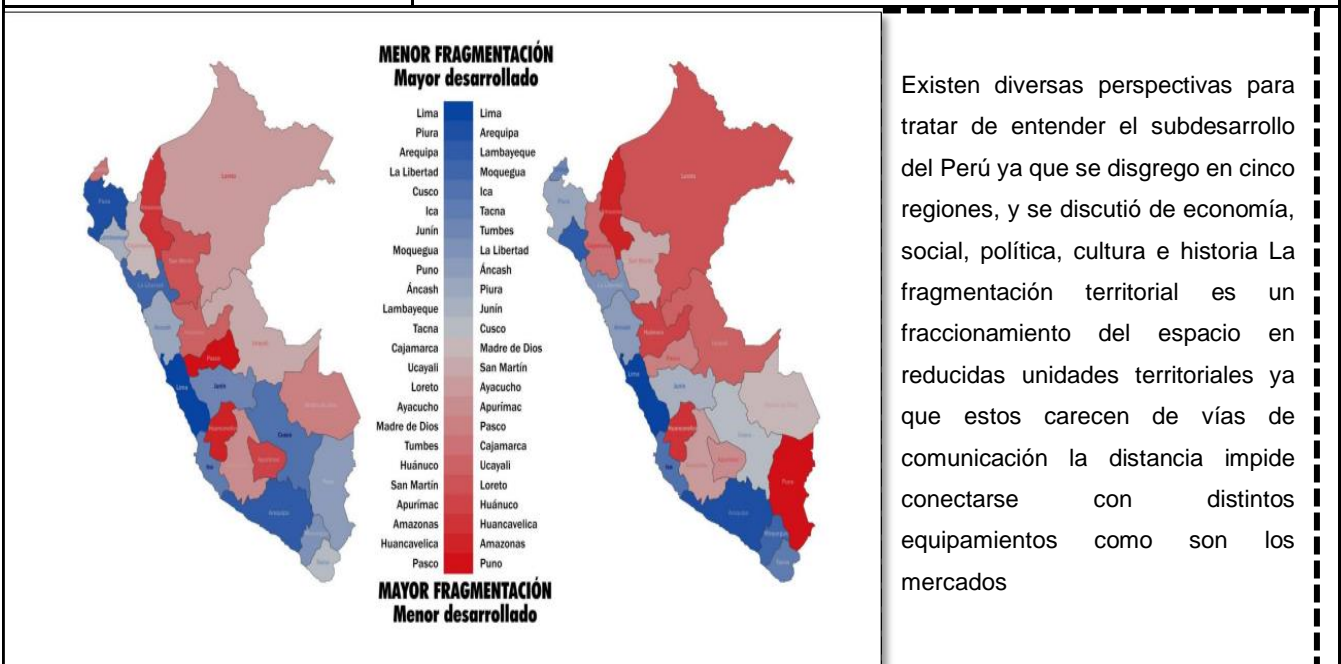 MENOR FRAGMENTACIÓN
Mayor desarrollado
Lima Lima
Piura Arequipa
Arequipa Lambayeque
La Libertad Moquegua
Cusco Ica
Ica Tacna
Junín Tumbes
Moquegua La Libertad
Puno Áncash
Áncash Piura
Lambayeque Junín
Tacna Cusco
Cajamarca Madre de Dios
Ucayali San Martín
Loreto Ayacucho
Ayacucho Apurímac
Madre de Dios Pasco
Tumbes Cajamarca
Huánuco Ucayali
San Martín Loreto
Apurímac Huánuco
Amazonas Huancavelica
Huancavelica Amazonas
Pasco Puno
MAYOR FRAGMENTACIÓN
Menor desarrollado
Existen diversas perspectivas para
tratar de entender el subdesarrollo
del Perú ya que se disgrego en cinco
regiones, y se discutió de economía,
social, política, cultura e historia La
fragmentación territorial es un
fraccionamiento del espacio en
reducidas unidades territoriales ya
que estos carecen de vías de
comunicación la distancia impide
conectarse con distintos
equipamientos como son los
mercados